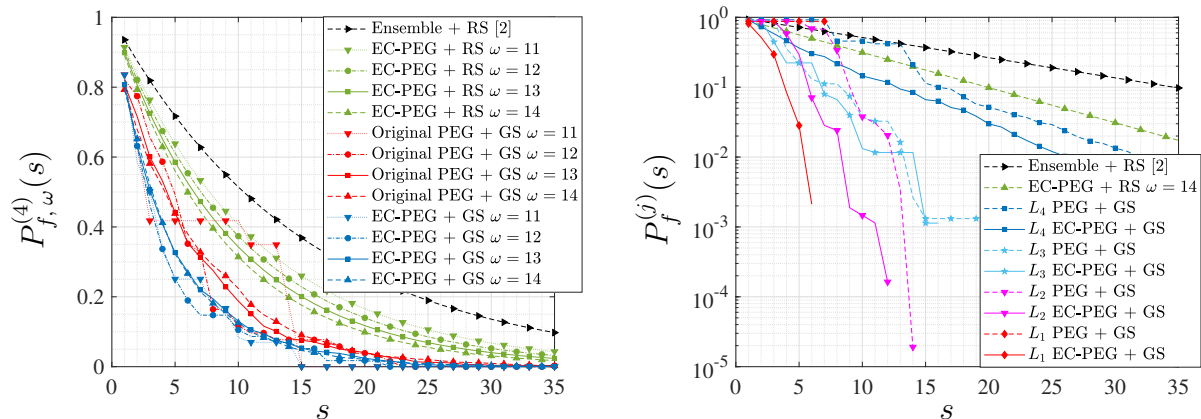 P_{f, ω}^{(4)}(s)
1
0.8
0.6
0.4
0.2
0
0 5 10 15 20 25 30 35
s
Ensemble + RS [2]
EC-PEG + RS ω = 11
EC-PEG + RS ω = 12
EC-PEG + RS ω = 13
EC-PEG + RS ω = 14
Original PEG + GS ω = 11
Original PEG + GS ω = 12
Original PEG + GS ω = 13
Original PEG + GS ω = 14
EC-PEG + GS ω = 11
EC-PEG + GS ω = 12
EC-PEG + GS ω = 13
EC-PEG + GS ω = 14
P_f^{(j)}(s)
10^0
10^{-1}
10^{-2}
10^{-3}
10^{-4}
10^{-5}
0 5 10 15 20 25 30 35
s
Ensemble + RS [2]
EC-PEG + RS ω = 14
L_4 PEG + GS
L_4 EC-PEG + GS
L_3 PEG + GS
L_3 EC-PEG + GS
L_2 PEG + GS
L_2 EC-PEG + GS
L_1 PEG + GS
L_1 EC-PEG + GS